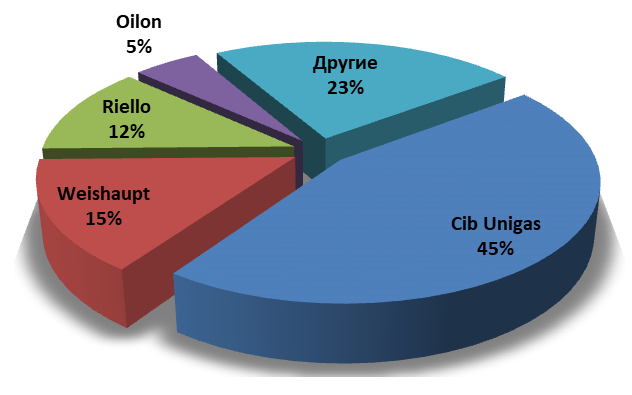 Oilon
5%
Другие
23%
Riello
12%
Weishaupt
15%
Cib Unigas
45%